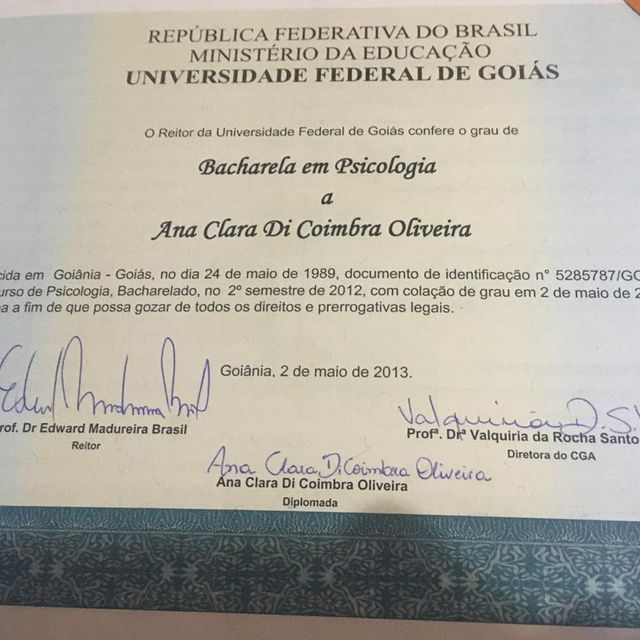 REPÚBLICA FEDERATIVA DO BRASIL
MINISTÉRIO DA EDUCAÇÃO
UNIVERSIDADE FEDERAL DE GOIÁS
O Reitor da Universidade Federal de Goiás confere o grau de
Bacharela em Psicologia
a
Ana Clara Di Coimbra Oliveira
cida em Goiânia - Goiás, no dia 24 de maio de 1989, documento de identificação n° 5285787/GO
urso de Psicologia, Bacharelado, no 2º semestre de 2012, com colação de grau em 2 de maio de 2
a a fim de que possa gozar de todos os direitos e prerrogativas legais.
Goiânia, 2 de maio de 2013.
Valquiria D. S.
Prof. Dr Edward Madureira Brasil
Reitor
Profª. Drª Valquiria da Rocha Santos
Diretora do CGA
Ana Clara Di Coimbra Oliveira
Ana Clara Di Coimbra Oliveira
Diplomada